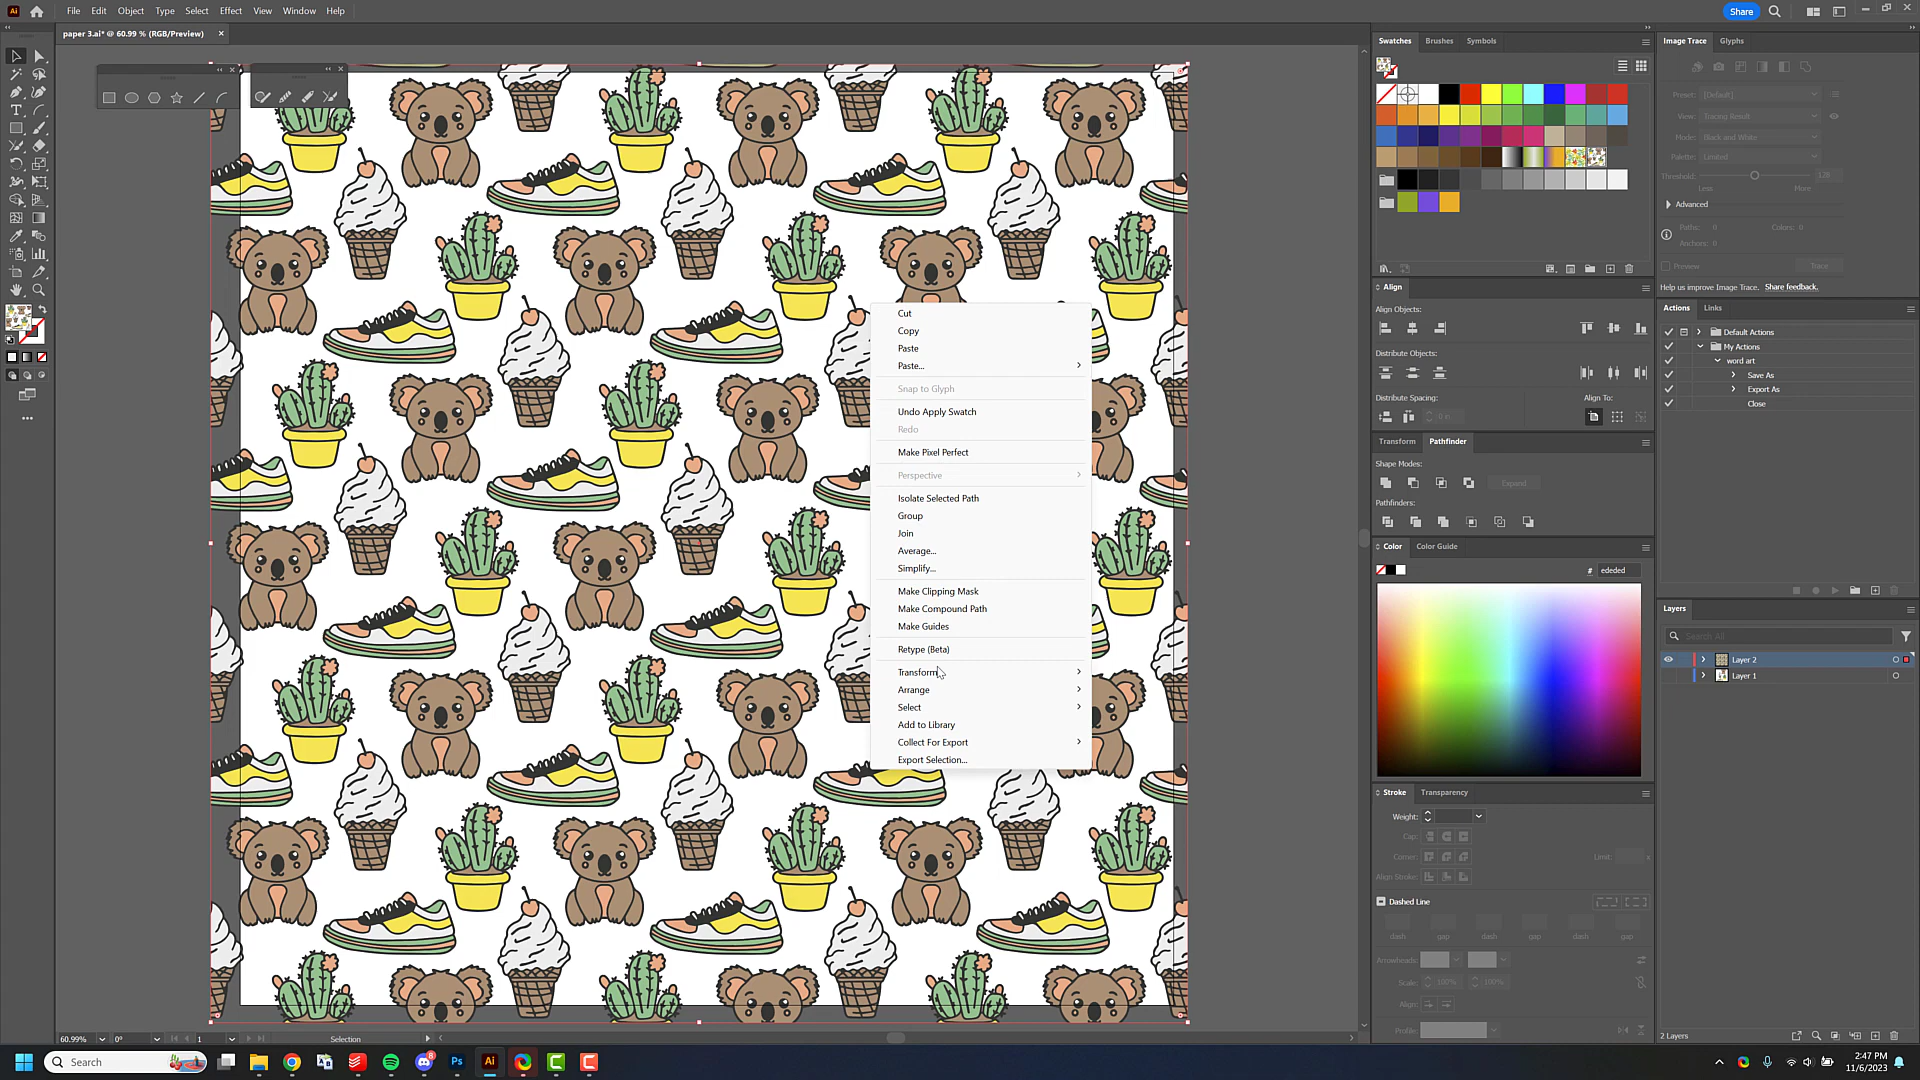 Ai File Edit Object Type Select Effect View Window Help Share
paper 3.ai* @ 60.99 % (RGB/Preview)
Swatches Brushes Symbols
Image Trace Glyphs
Preset: [Default]
View: Tracing Result
Mode: Black and White
Palette: Limited
Threshold: 128
Less More
Advanced
Paths: 0 Colors: 0
Anchors: 0
Preview Trace
Help us improve Image Trace. Share feedback.
Align
Align Objects:
Distribute Objects:
Distribute Spacing: Align To:
0 in
Transform Pathfinder
Shape Modes:
Expand
Pathfinders:
Actions Links
Default Actions
My Actions
word art
Save As
Export As
Close
Cut
Copy
Paste
Paste...
Snap to Glyph
Undo Apply Swatch
Redo
Make Pixel Perfect
Perspective
Isolate Selected Path
Group
Join
Average...
Simplify...
Make Clipping Mask
Make Compound Path
Make Guides
Retype (Beta)
Transform
Arrange
Select
Add to Library
Collect For Export
Export Selection...
Color Color Guide
# ededed
Layers
Search All
Layer 2
Layer 1
Stroke Transparency
Weight:
Cap:
Corner: Limit: x
Align Stroke:
Dashed Line
dash gap dash gap dash gap
Arrowheads:
Scale: 100% 100%
Align:
Profile:
2 Layers
60.99% 0° 1 Selection
Search
8
Ps
Ai
2:47 PM
11/6/2023